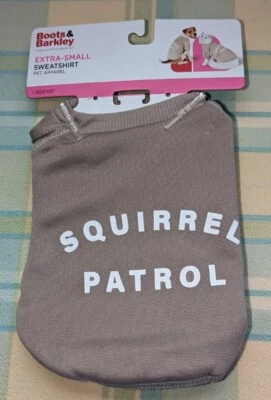 Boots&
Barkley
EXTRA-SMALL
SWEATSHIRT
PET APPAREL
SQUIRREL
PATROL